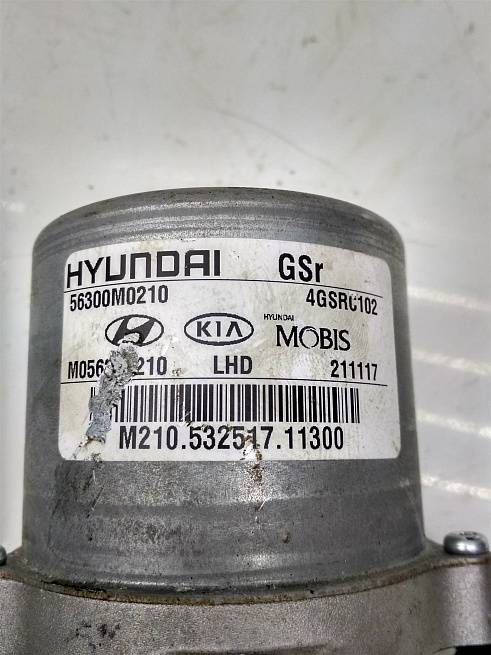 HYUNDAI GSr
56300M0210 4GSRC102
KIA HYUNDAI MOBIS
LHD 211117
M210.532517.11300